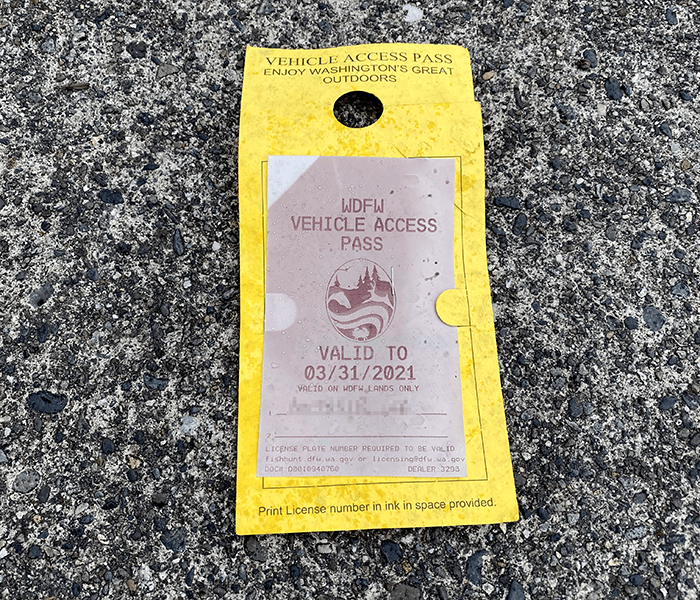 VEHICLE ACCESS PASS
ENJOY WASHINGTON'S GREAT
OUTDOORS
WDFW
VEHICLE ACCESS
PASS
VALID TO
03/31/2021
VALID ON WDFW LANDS ONLY
2
LICENSE PLATE NUMBER REQUIRED TO BE VALID
fishhunt.dfw.wa.gov or licensing@dfw.wa.gov
DOC# D0010940760 DEALER 3293
Print License number in ink in space provided.